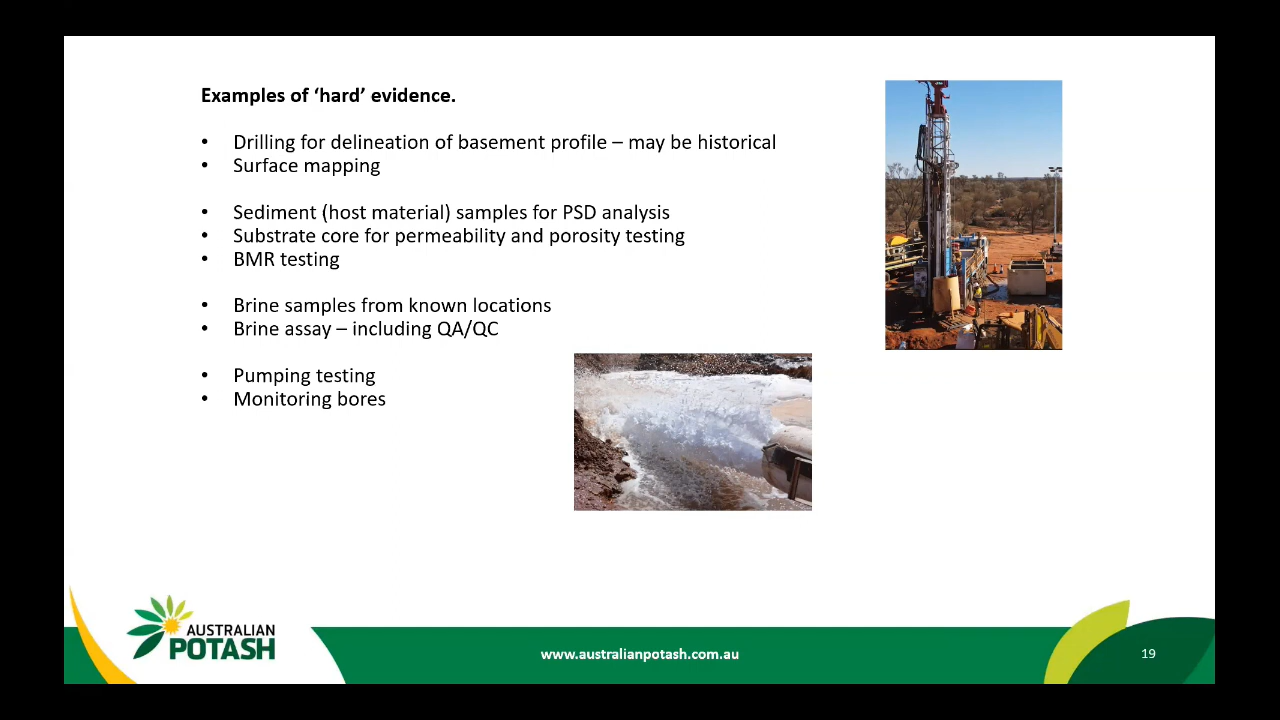 Examples of ‘hard’ evidence.
• Drilling for delineation of basement profile – may be historical
• Surface mapping
• Sediment (host material) samples for PSD analysis
• Substrate core for permeability and porosity testing
• BMR testing
• Brine samples from known locations
• Brine assay – including QA/QC
• Pumping testing
• Monitoring bores
AUSTRALIAN
POTASH
www.australianpotash.com.au
19